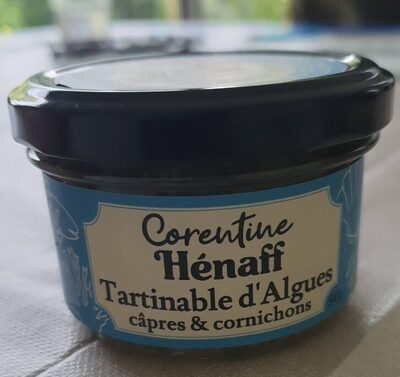 Corentine
Hénaff
Tartinable d'Algues
câpres & cornichons